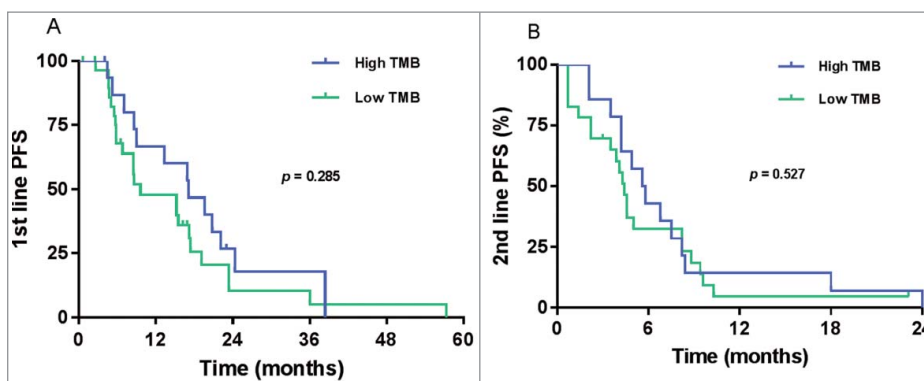 A
1st line PFS
100
75
50
25
0
High TMB
Low TMB
p = 0.285
0 12 24 36 48 60
Time (months)
B
2nd line PFS (%)
100
75
50
25
0
High TMB
Low TMB
p = 0.527
0 6 12 18 24
Time (months)